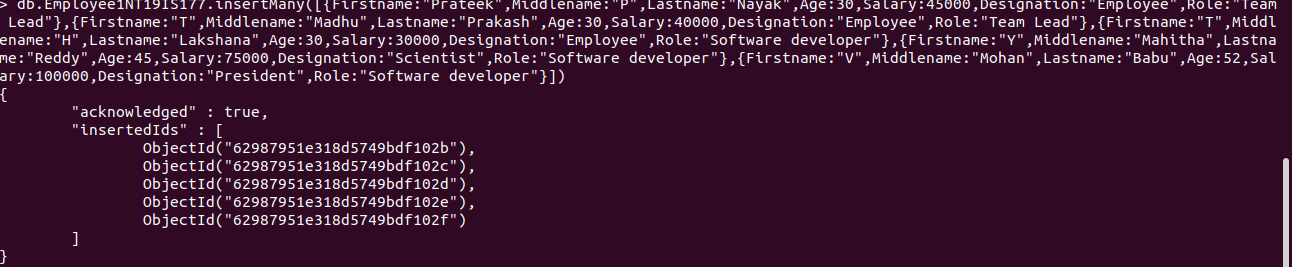 > db.Employee1NT19IS177.insertMany([{Firstname:"Prateek",Middlename:"P",Lastname:"Nayak",Age:30,Salary:45000,Designation:"Employee",Role:"Team
 Lead"},{Firstname:"T",Middlename:"Madhu",Lastname:"Prakash",Age:30,Salary:40000,Designation:"Employee",Role:"Team Lead"},{Firstname:"T",Middl
ename:"H",Lastname:"Lakshana",Age:30,Salary:30000,Designation:"Employee",Role:"Software developer"},{Firstname:"Y",Middlename:"Mahitha",Lastna
me:"Reddy",Age:45,Salary:75000,Designation:"Scientist",Role:"Software developer"},{Firstname:"V",Middlename:"Mohan",Lastname:"Babu",Age:52,Sal
ary:100000,Designation:"President",Role:"Software developer"}])
{
        "acknowledged" : true,
        "insertedIds" : [
                ObjectId("62987951e318d5749bdf102b"),
                ObjectId("62987951e318d5749bdf102c"),
                ObjectId("62987951e318d5749bdf102d"),
                ObjectId("62987951e318d5749bdf102e"),
                ObjectId("62987951e318d5749bdf102f")
        ]
}